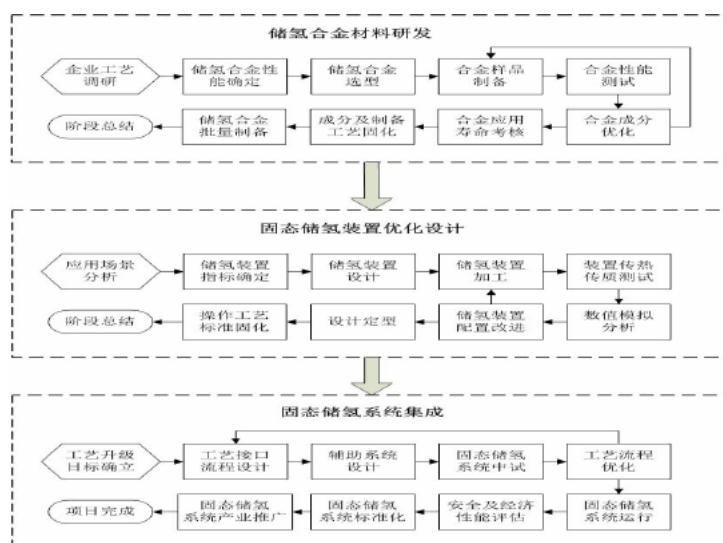 储氢合金材料研发
企业工艺
调研
储氢合金性
能确定
储氢合金
选型
合金样品
制备
合金性能
测试
阶段总结
储氢合金
批量制备
成分及制备
工艺固化
合金应用
寿命考核
合金成分
优化
固态储氢装置优化设计
应用场景
分析
储氢装置
指标确定
储氢装置
设计
储氢装置
加工
装置传热
传质测试
阶段总结
操作工艺
标准固化
设计定型
储氢装置
配置改进
数值模拟
分析
固态储氢系统集成
工艺升级
目标确立
工艺接口
流程设计
辅助系统
设计
固态储氢
系统中试
工艺流程
优化
项目完成
固态储氢
系统产业推广
固态储氢
系统标准化
安全及经济
性能评估
固态储氢
系统运行